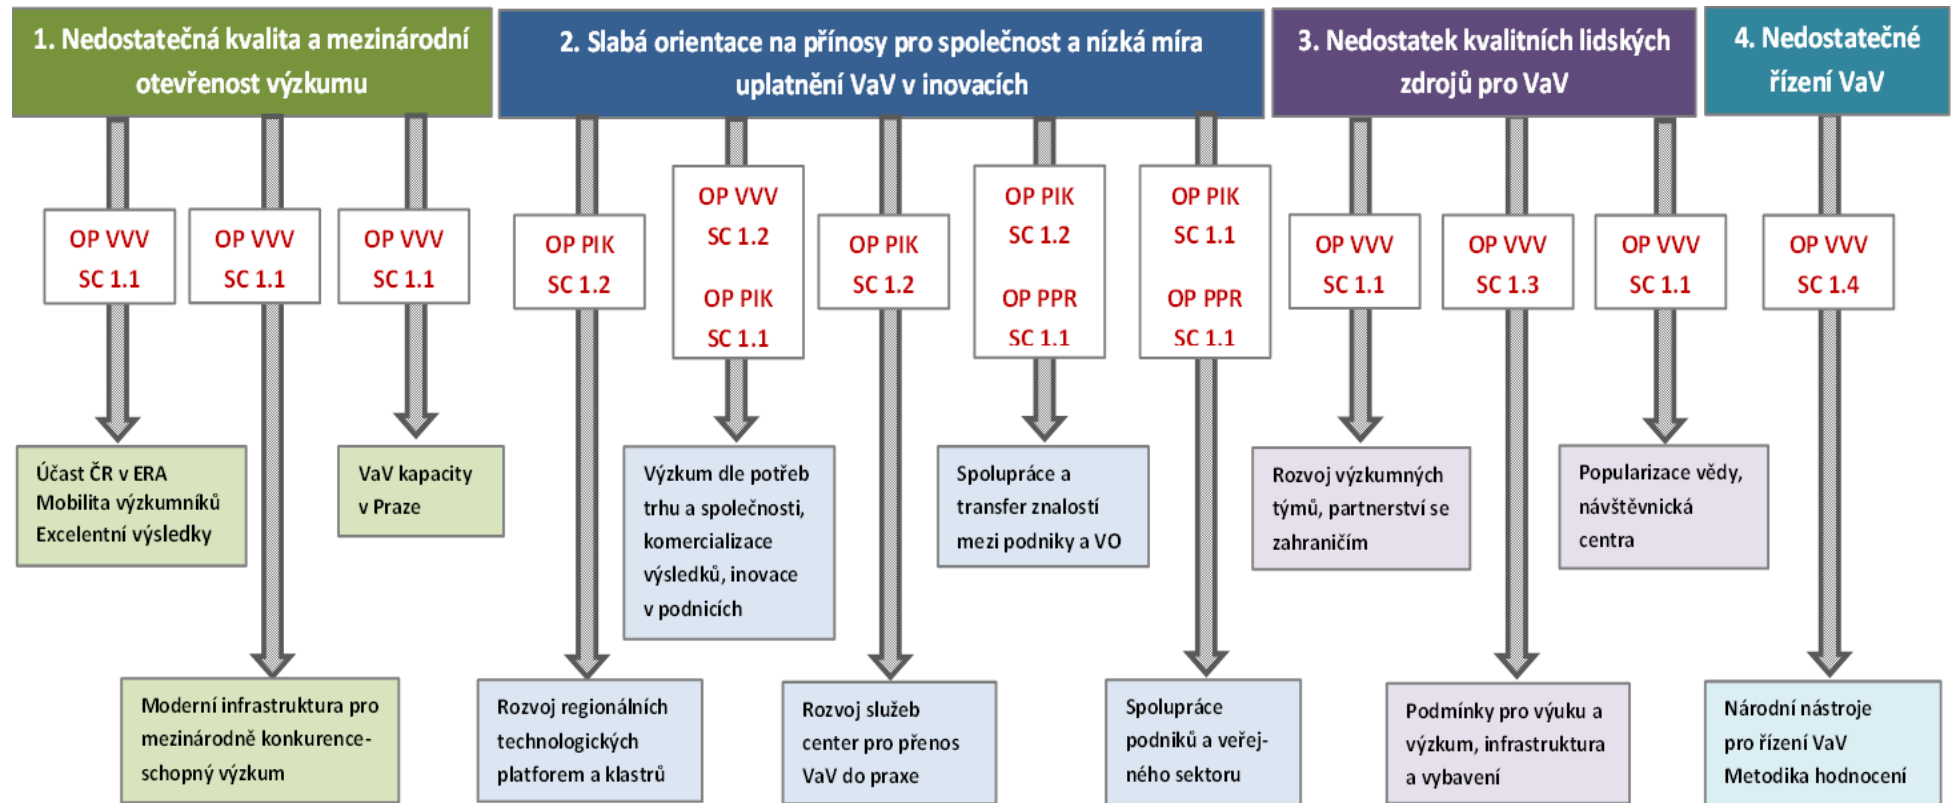 1. Nedostatečná kvalita a mezinárodní
otevřenost výzkumu
2. Slabá orientace na přínosy pro společnost a nízká míra
uplatnění VaV v inovacích
3. Nedostatek kvalitních lidských
zdrojů pro VaV
4. Nedostatečné
řízení VaV
OP VVV
SC 1.1
OP VVV
SC 1.1
OP VVV
SC 1.1
OP PIK
SC 1.2
OP VVV
SC 1.2
OP PIK
SC 1.1
OP PIK
SC 1.2
OP PIK
SC 1.2
OP PPR
SC 1.1
OP PIK
SC 1.1
OP PPR
SC 1.1
OP VVV
SC 1.1
OP VVV
SC 1.3
OP VVV
SC 1.1
OP VVV
SC 1.4
Účast ČR v ERA
Mobilita výzkumníků
Excelentní výsledky
VaV kapacity
v Praze
Výzkum dle potřeb
trhu a společnosti,
komercializace
výsledků, inovace
v podnicích
Spolupráce a
transfer znalostí
mezi podniky a VO
Rozvoj výzkumných
týmů, partnerství se
zahraničím
Popularizace vědy,
návštěvnická
centra
Moderní infrastruktura pro
mezinárodně konkurence-
schopný výzkum
Rozvoj regionálních
technologických
platforem a klastrů
Rozvoj služeb
center pro přenos
VaV do praxe
Spolupráce
podniků a veřej-
ného sektoru
Podmínky pro výuku a
výzkum, infrastruktura
a vybavení
Národní nástroje
pro řízení VaV
Metodika hodnocení